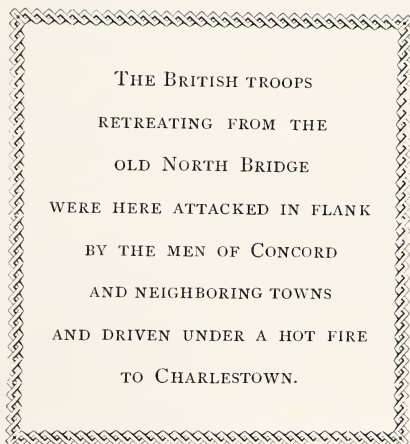 The British troops
retreating from the
old North Bridge
were here attacked in flank
by the men of Concord
and neighboring towns
and driven under a hot fire
to Charlestown.